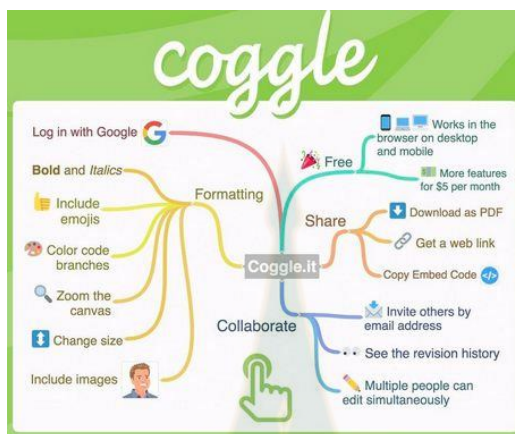 coggle
Log in with Google
Bold and Italics
Include
emojis
Color code
branches
Zoom the
canvas
Change size
Include images
Formatting
Coggle.it
Free
Works in the
browser on desktop
and mobile
More features
for $5 per month
Share
Download as PDF
Get a web link
Copy Embed Code
Collaborate
Invite others by
email address
See the revision history
Multiple people can
edit simultaneously